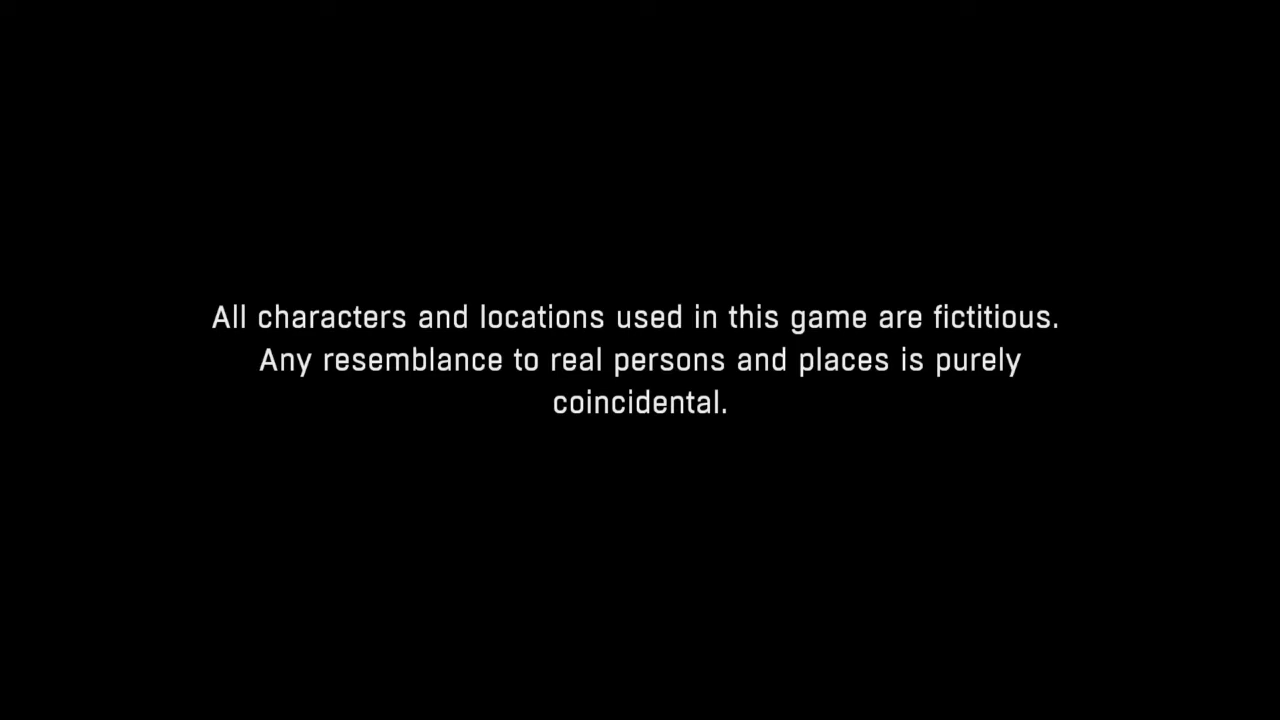 All characters and locations used in this game are fictitious.
Any resemblance to real persons and places is purely
coincidental.